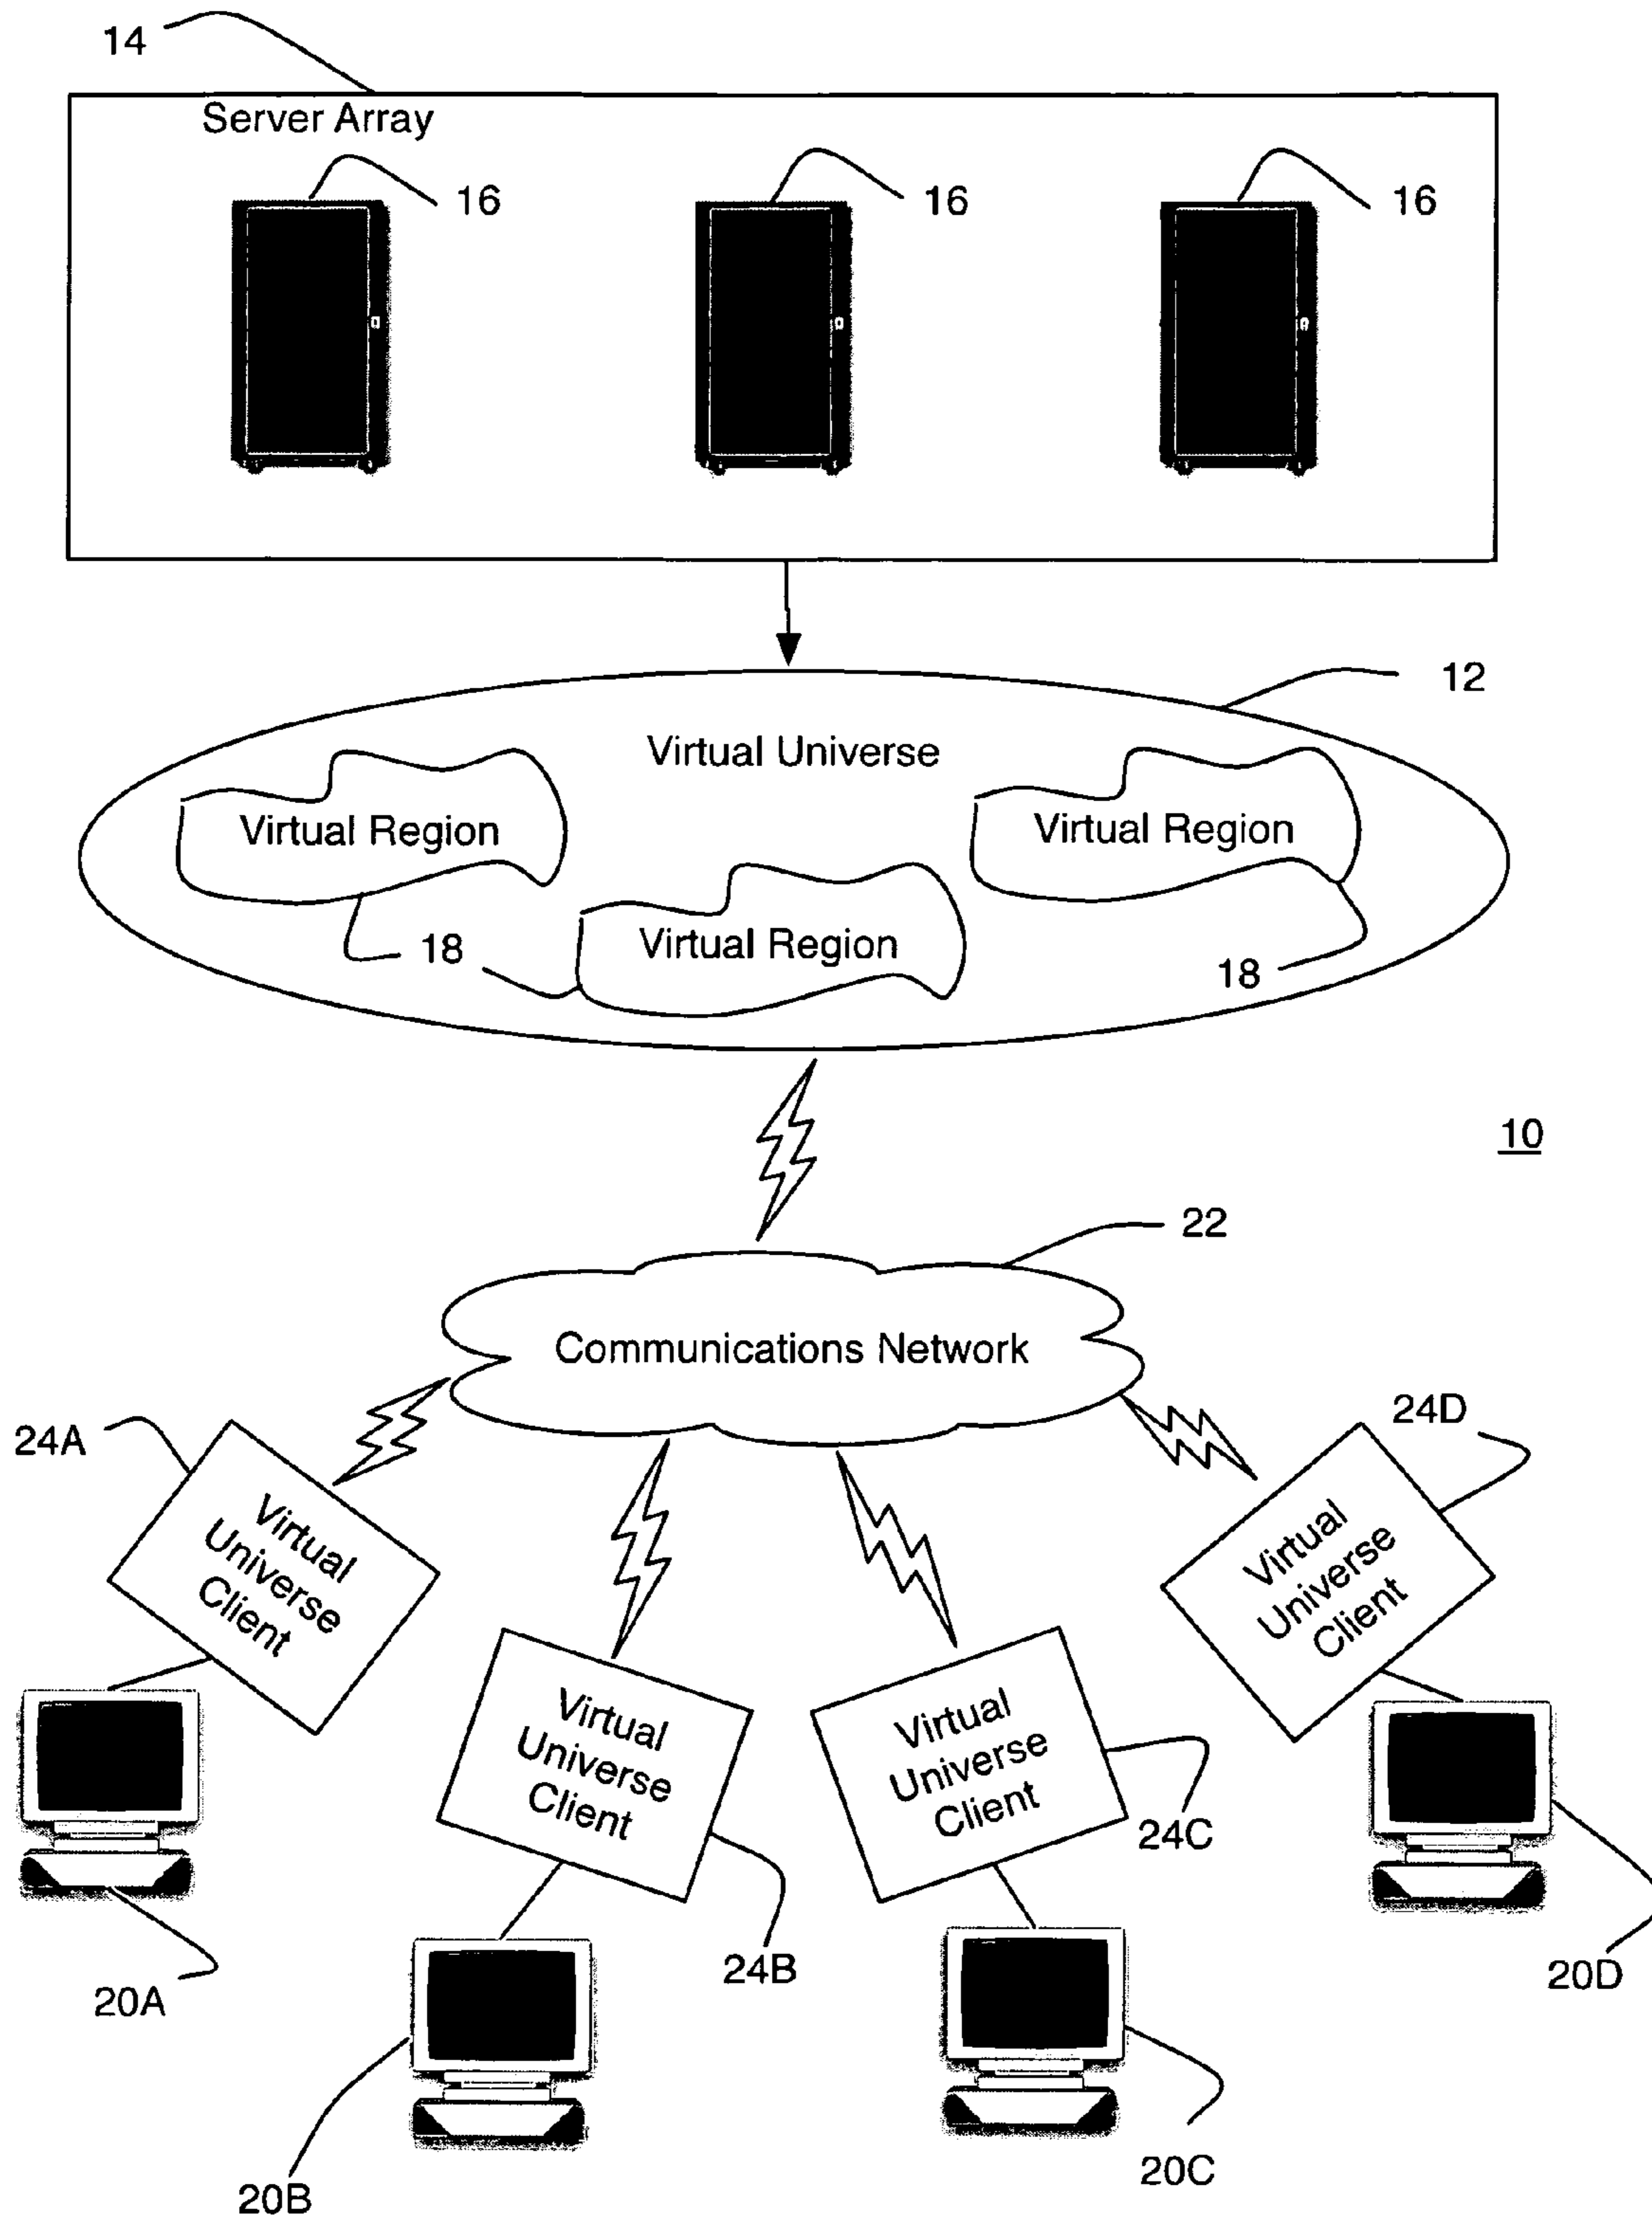 14
Server Array
16
16
16
12
Virtual Universe
Virtual Region
Virtual Region
Virtual Region
18
18
10
22
Communications Network
24A
24D
Virtual
Universe
Client
Virtual
Universe
Client
Virtual
Universe
Client
Virtual
Universe
Client
24C
24B
20A
20D
20C
20B